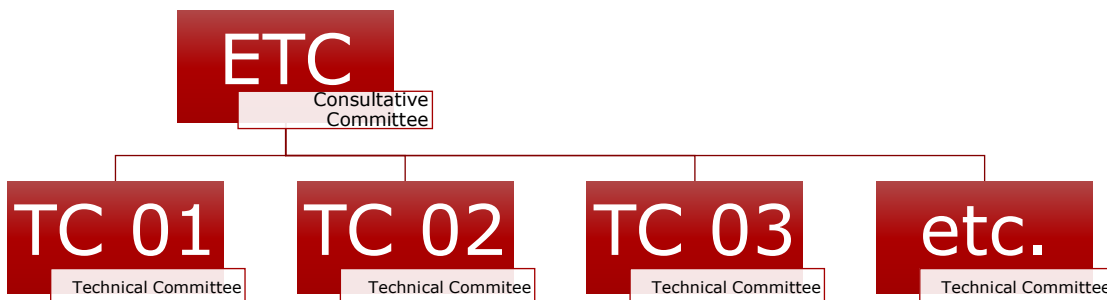 ETC
Consultative
Committee
TC 01
Technical Committee
TC 02
Technical Commitee
TC 03
Technical Committee
etc.
Technical Committee